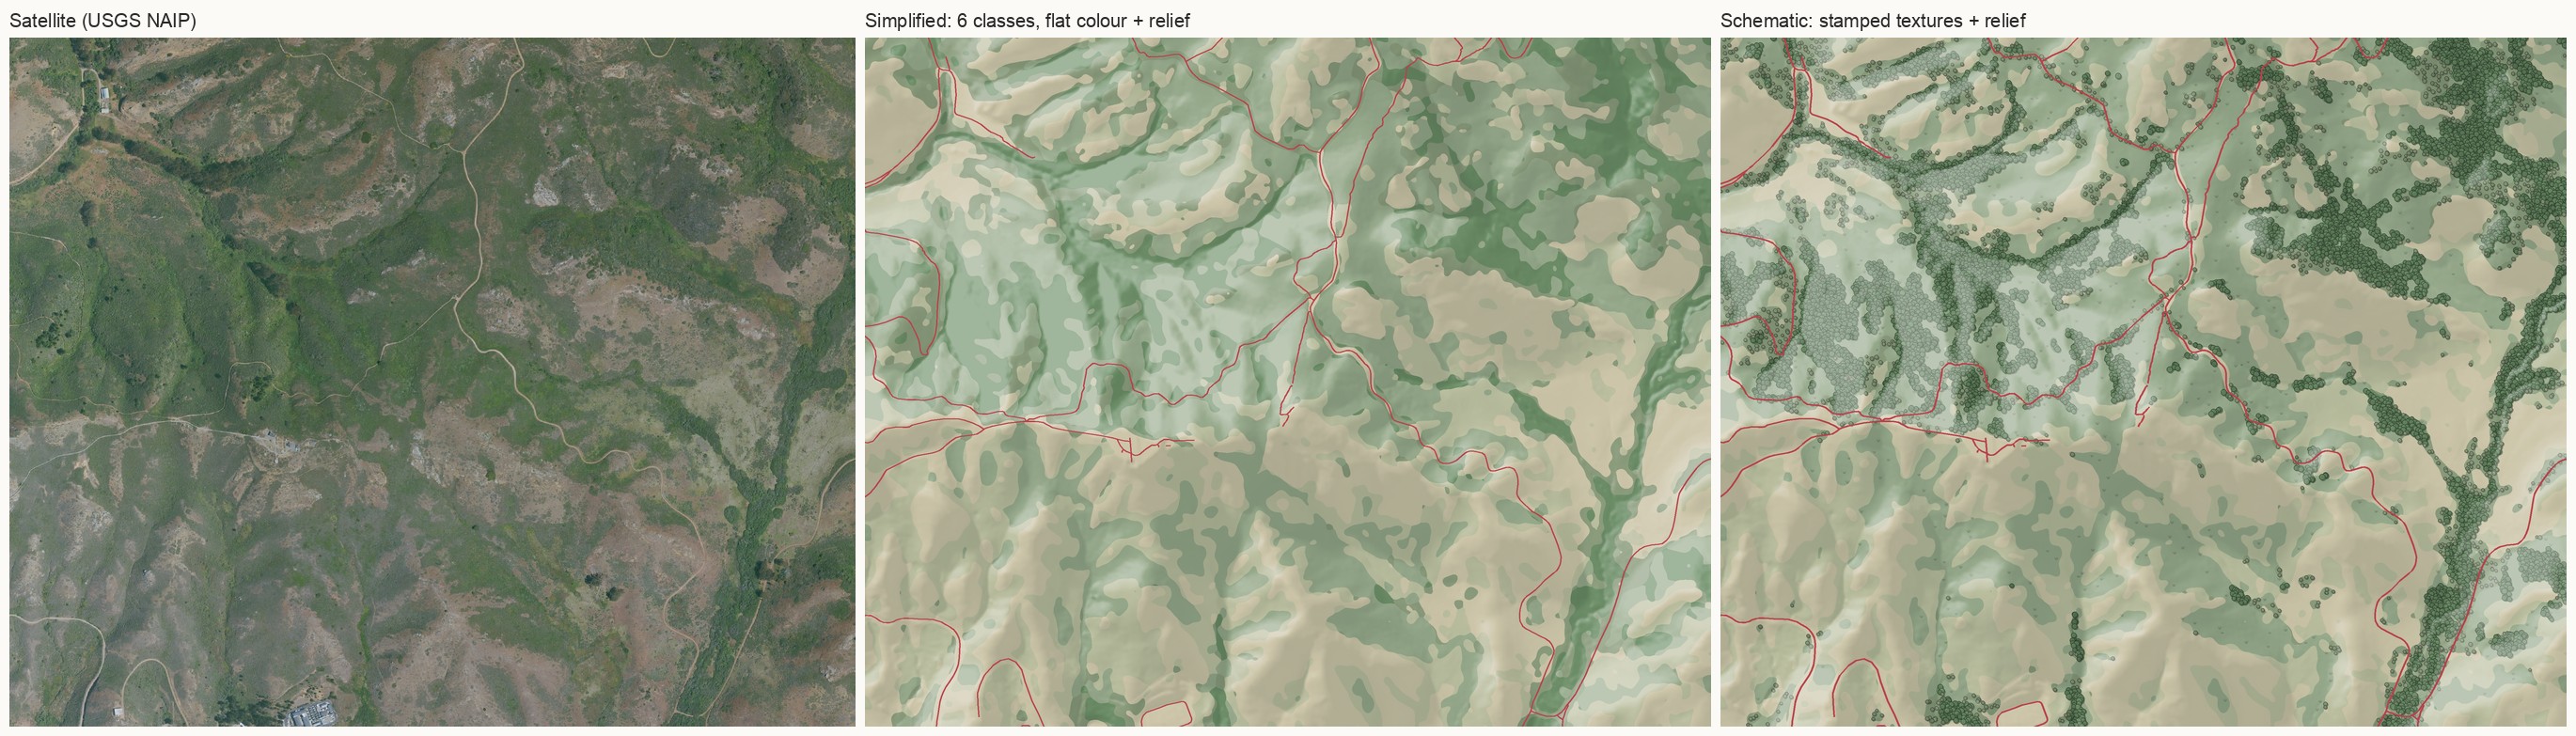 Satellite (USGS NAIP)
Simplified: 6 classes, flat colour + relief
Schematic: stamped textures + relief